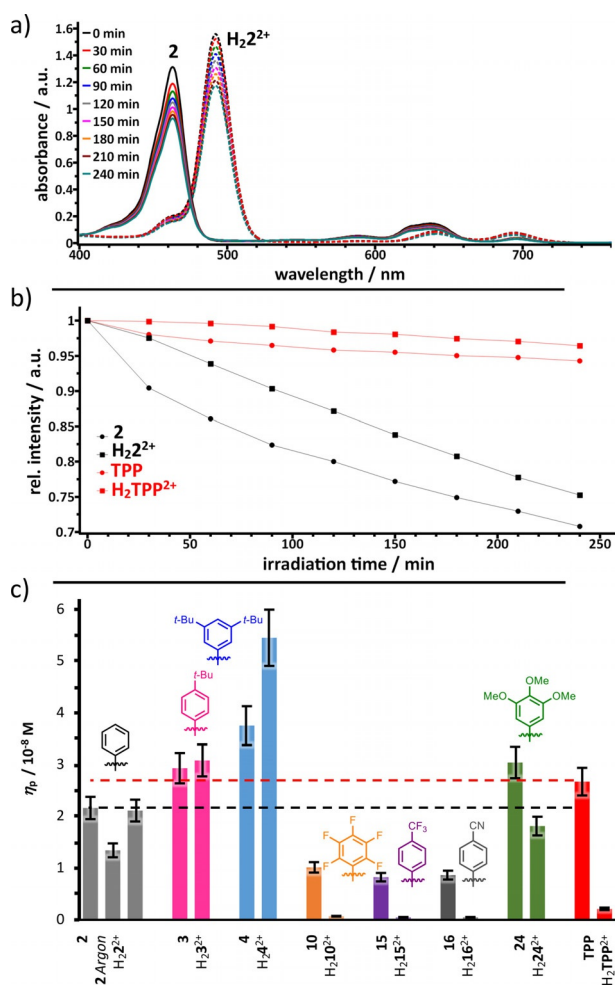 a)
absorbance / a.u.
1.6
1.4
1.2
1.0
0.8
0.6
0.4
0.2
0
0 min
30 min
60 min
90 min
120 min
150 min
180 min
210 min
240 min
2
H₂2²⁺
400 500 600 700
wavelength / nm
b)
rel. intensity / a.u.
1
0.95
0.9
0.85
0.8
0.75
0.7
2
H₂2²⁺
TPP
H₂TPP²⁺
0 50 100 150 200 250
irradiation time / min
c)
ηₚ / 10⁻⁸ M
6
5
4
3
2
1
0
t-Bu t-Bu
t-Bu
F
F F
F F
CF₃
CN
OMe
MeO OMe
2
2 Argon
H₂2²⁺
3
H₂3²⁺
4
H₂4²⁺
10
H₂10²⁺
15
H₂15²⁺
16
H₂16²⁺
24
H₂24²⁺
TPP
H₂TPP²⁺